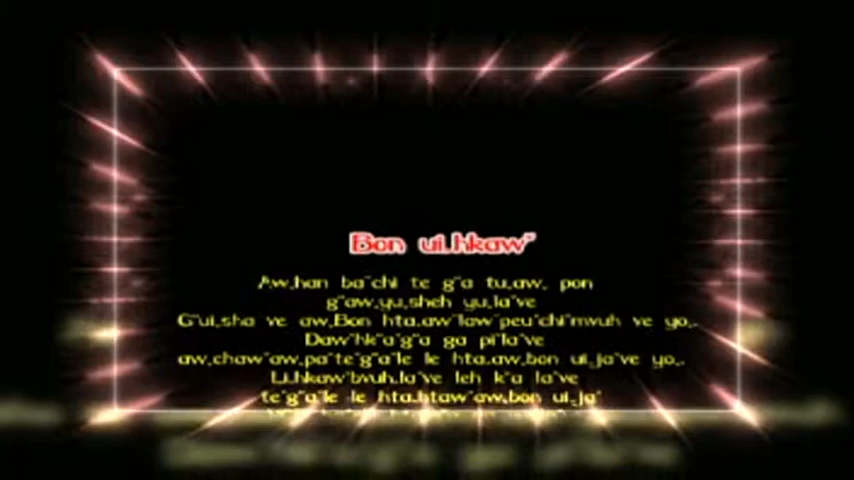 Bon ui.hkaw˘
Aw,han ba˘chi te g˘a tu,aw, pon
g˘aw,yu,sheh yu,la˘ve
G˘ui,sha ve aw,Bon hta,aw˘law˘peu˘chi˘mvuh ve yo,.
Daw˘hk˘a˘g˘a ga pi˘la˘ve
aw,chaw˘aw,pa˘te˘g˘a˘le le hta,aw,bon ui,ja˘ve yo,.
Li,hkaw˘bvuh,la˘ve leh k˘a la˘ve
te˘g˘a˘le le hta,htaw˘aw,bon ui,ja˘